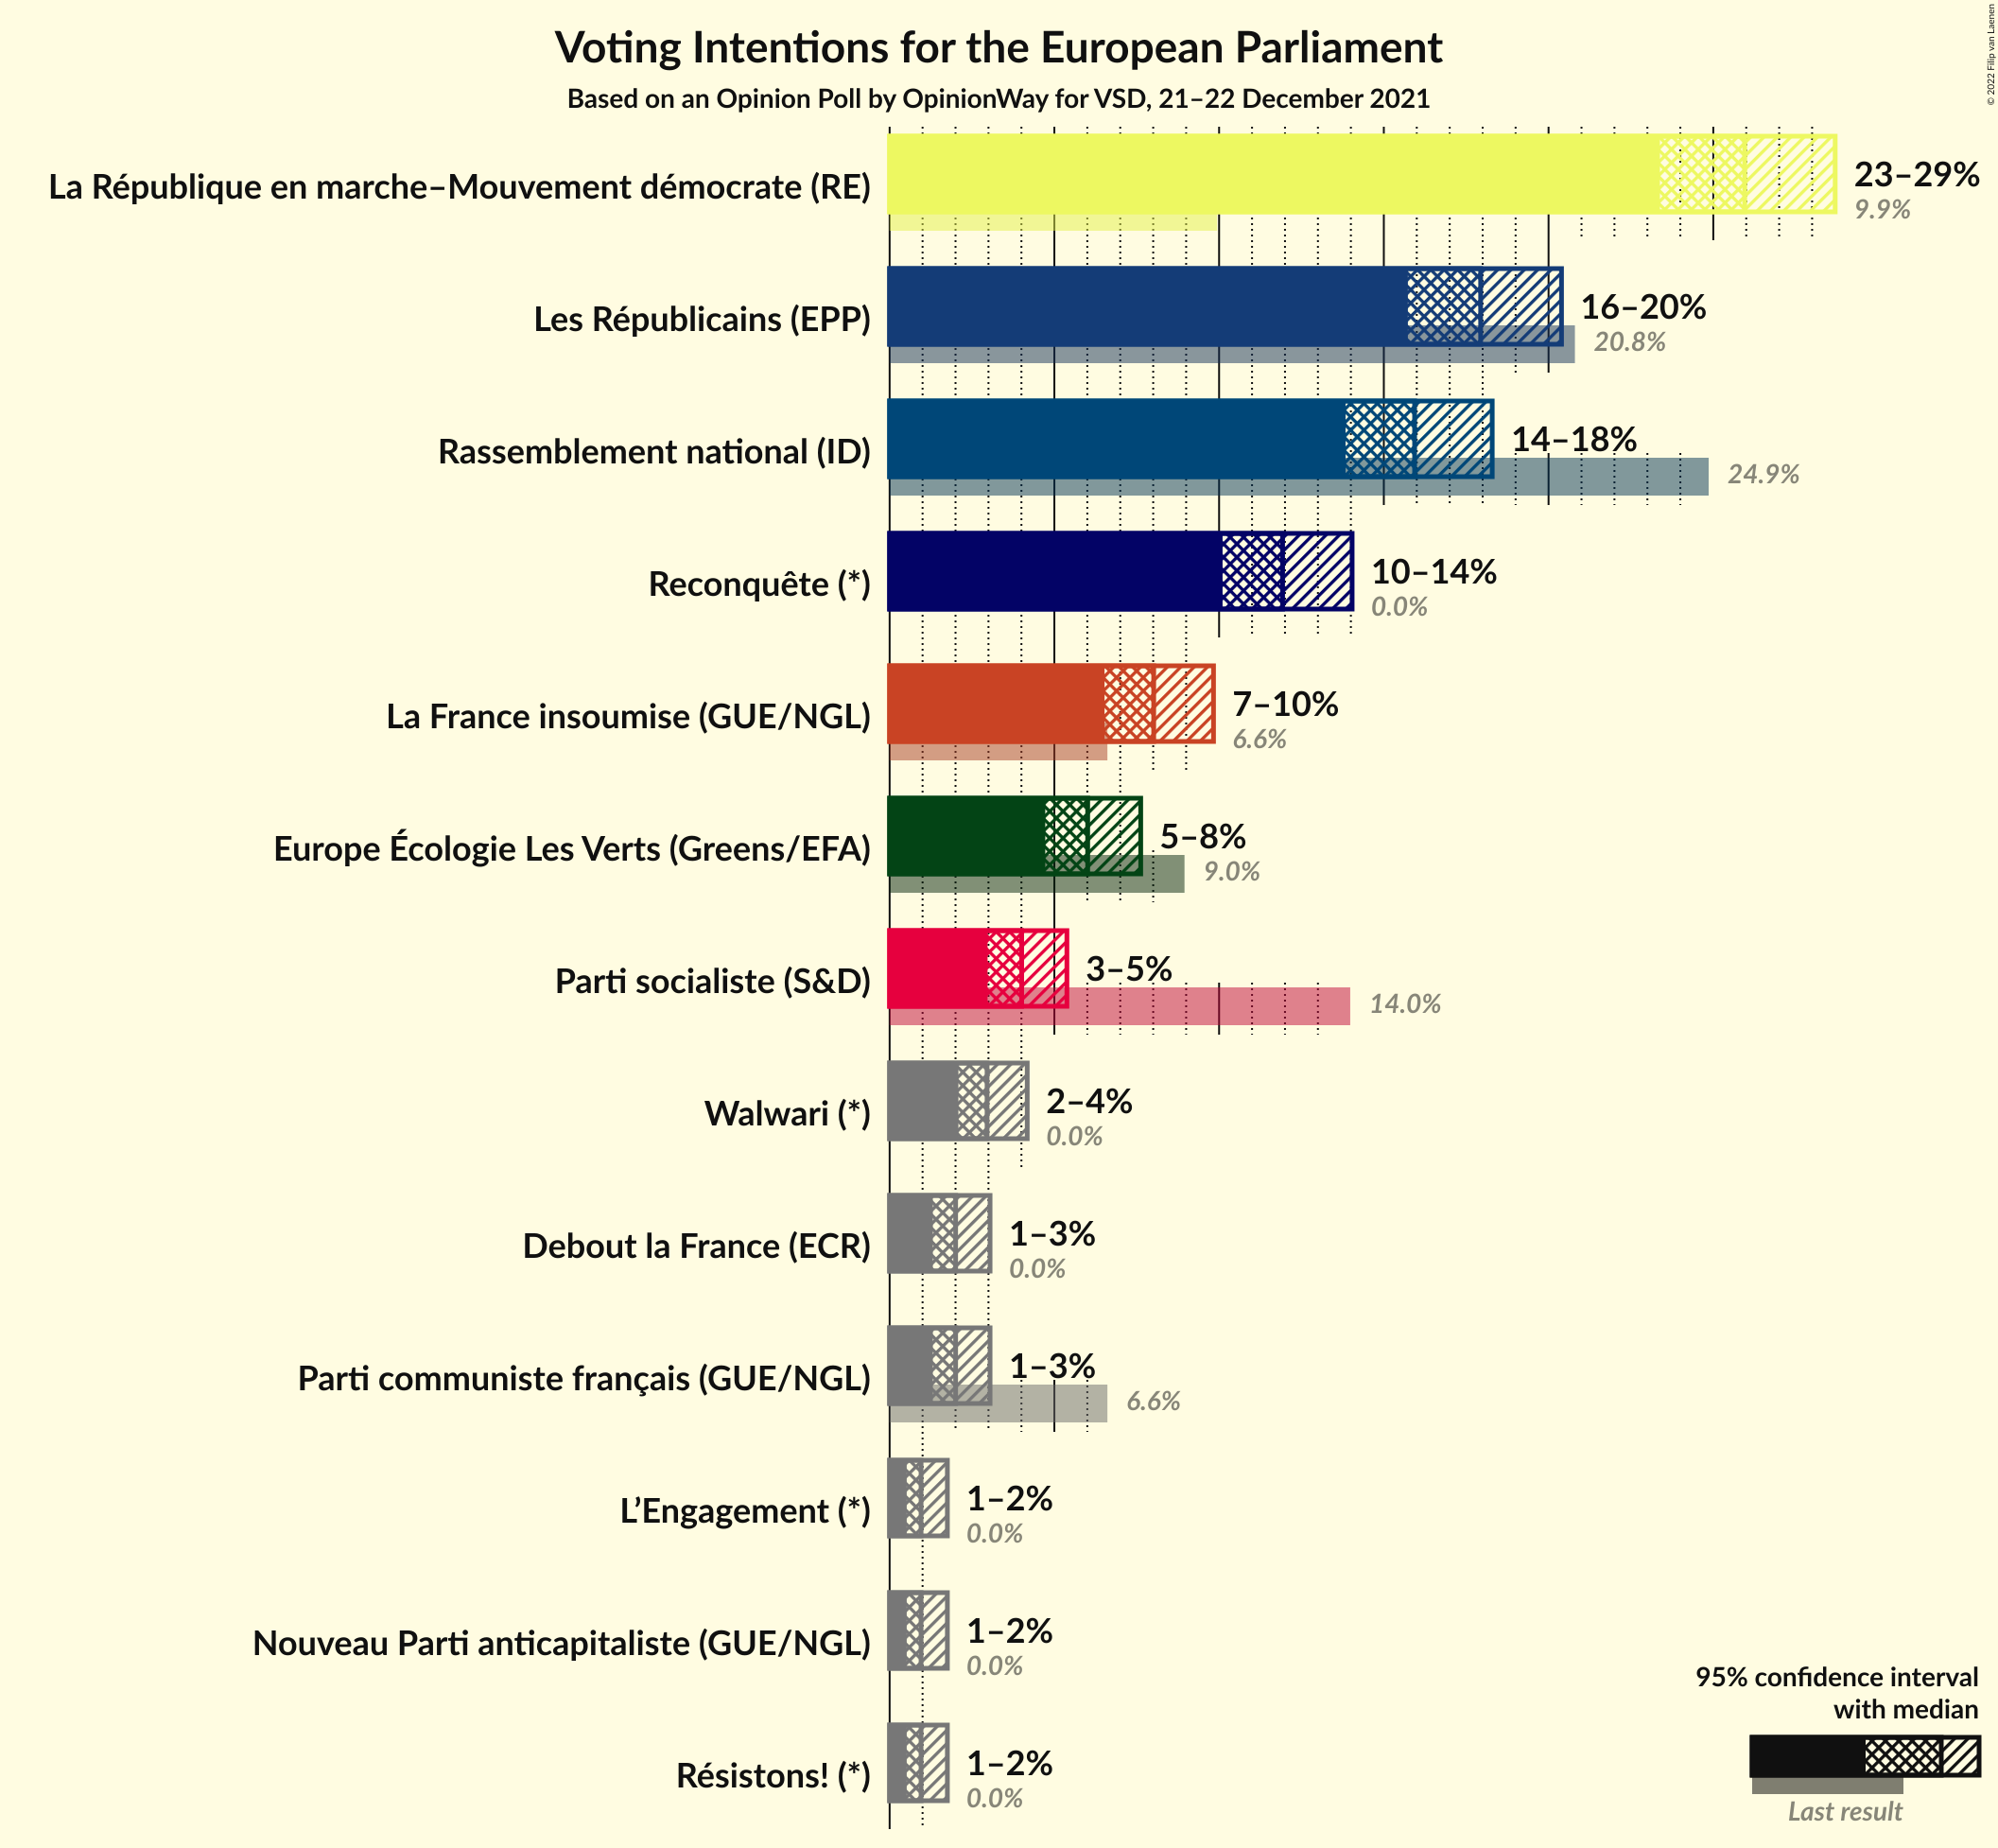 Voting Intentions for the European Parliament
Based on an Opinion Poll by OpinionWay for VSD, 21–22 December 2021
© 2022 Filip van Laenen
La République en marche–Mouvement démocrate (RE)
23–29%
9.9%
Les Républicains (EPP)
16–20%
20.8%
Rassemblement national (ID)
14–18%
24.9%
Reconquête (*)
10–14%
0.0%
La France insoumise (GUE/NGL)
7–10%
6.6%
Europe Écologie Les Verts (Greens/EFA)
5–8%
9.0%
Parti socialiste (S&D)
3–5%
14.0%
Walwari (*)
2–4%
0.0%
Debout la France (ECR)
1–3%
0.0%
Parti communiste français (GUE/NGL)
1–3%
6.6%
L’Engagement (*)
1–2%
0.0%
Nouveau Parti anticapitaliste (GUE/NGL)
1–2%
0.0%
Résistons! (*)
1–2%
0.0%
95% confidence interval
with median
Last result